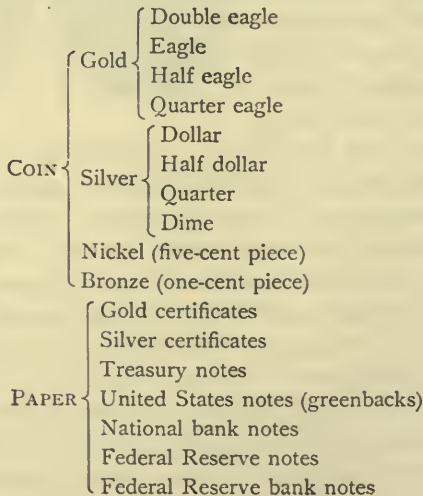 Double eagle
Eagle
Gold
Half eagle
Quarter eagle
Dollar
Half dollar
COIN
Silver
Quarter
Dime
Nickel (five-cent piece)
Bronze (one-cent piece)
Gold certificates
Silver certificates
Treasury notes
PAPER United States notes (greenbacks)
National bank notes
Federal Reserve notes
Federal Reserve bank notes